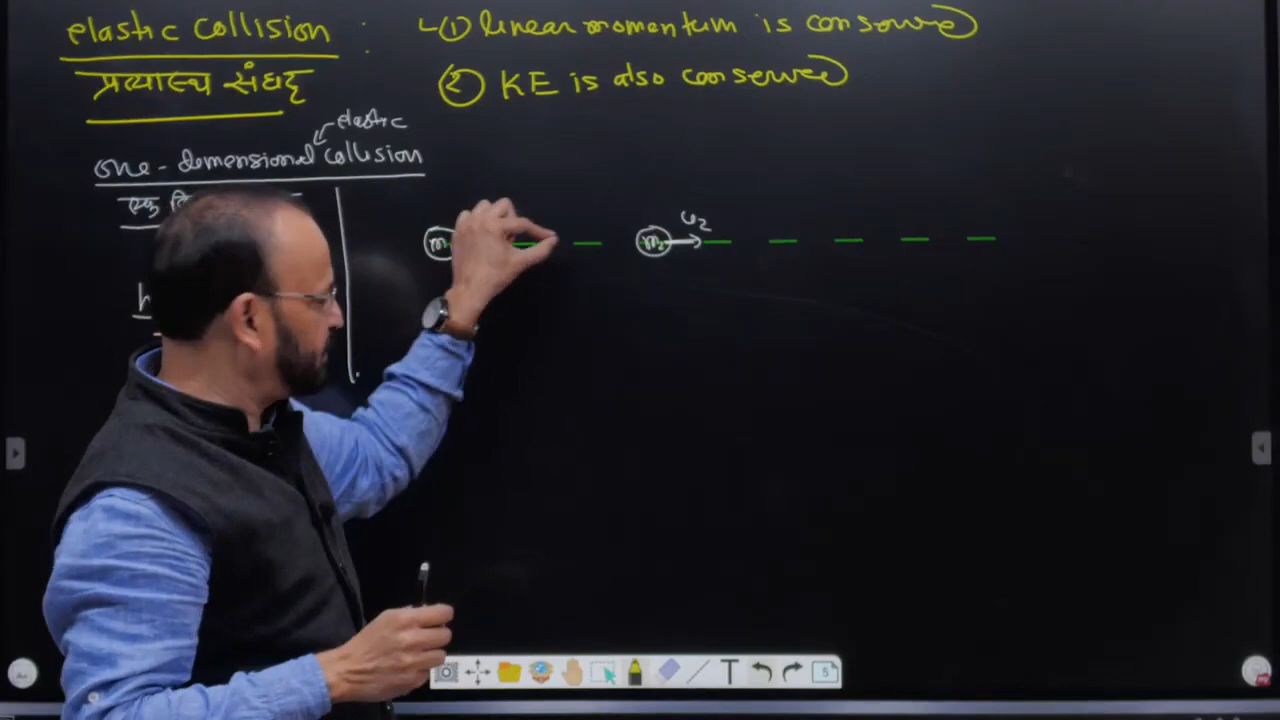 elastic collision : (1) linear momentum is conserved
प्रत्यास्थ संघट्ट (2) KE is also conserved
elastic
one-dimensional collision
एक
m m₂ u₂
T 5